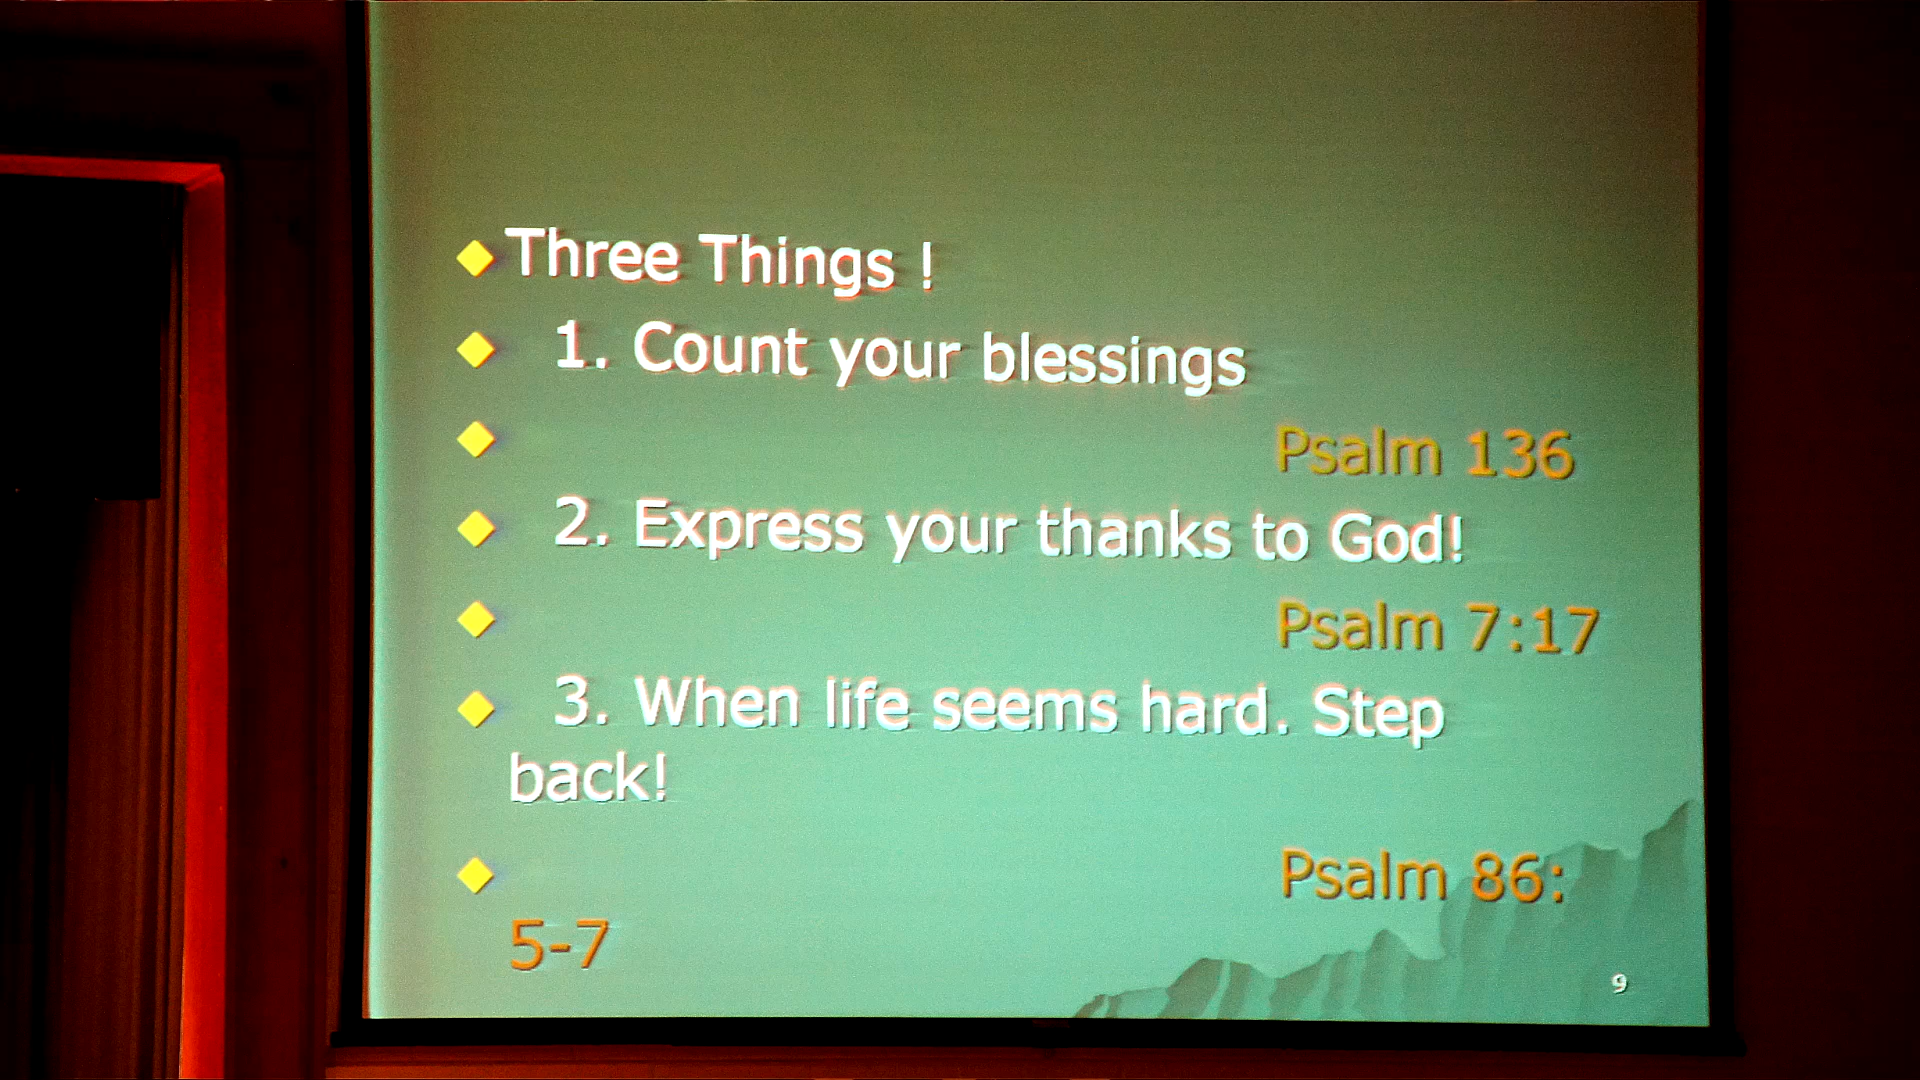 Three Things !
1. Count your blessings
Psalm 136
2. Express your thanks to God!
Psalm 7:17
3. When life seems hard. Step
back!
Psalm 86:
5-7
9